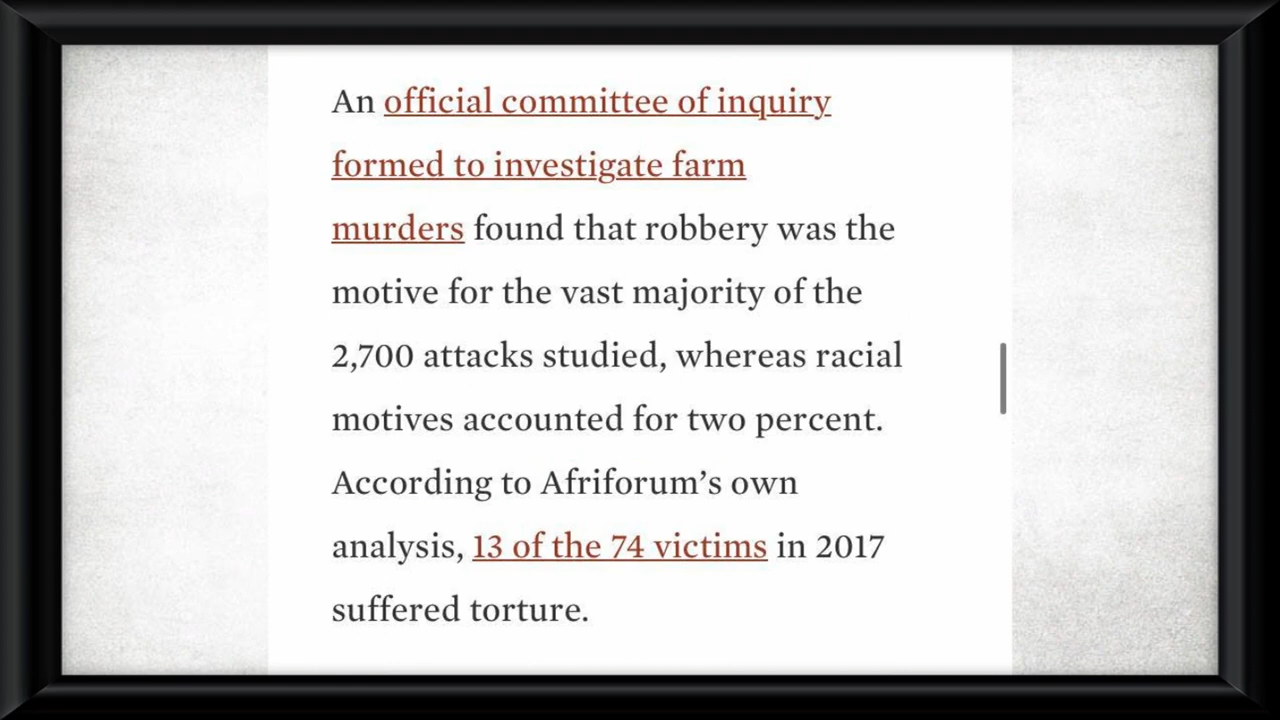 An official committee of inquiry
formed to investigate farm
murders found that robbery was the
motive for the vast majority of the
2,700 attacks studied, whereas racial
motives accounted for two percent.
According to Afriforum’s own
analysis, 13 of the 74 victims in 2017
suffered torture.